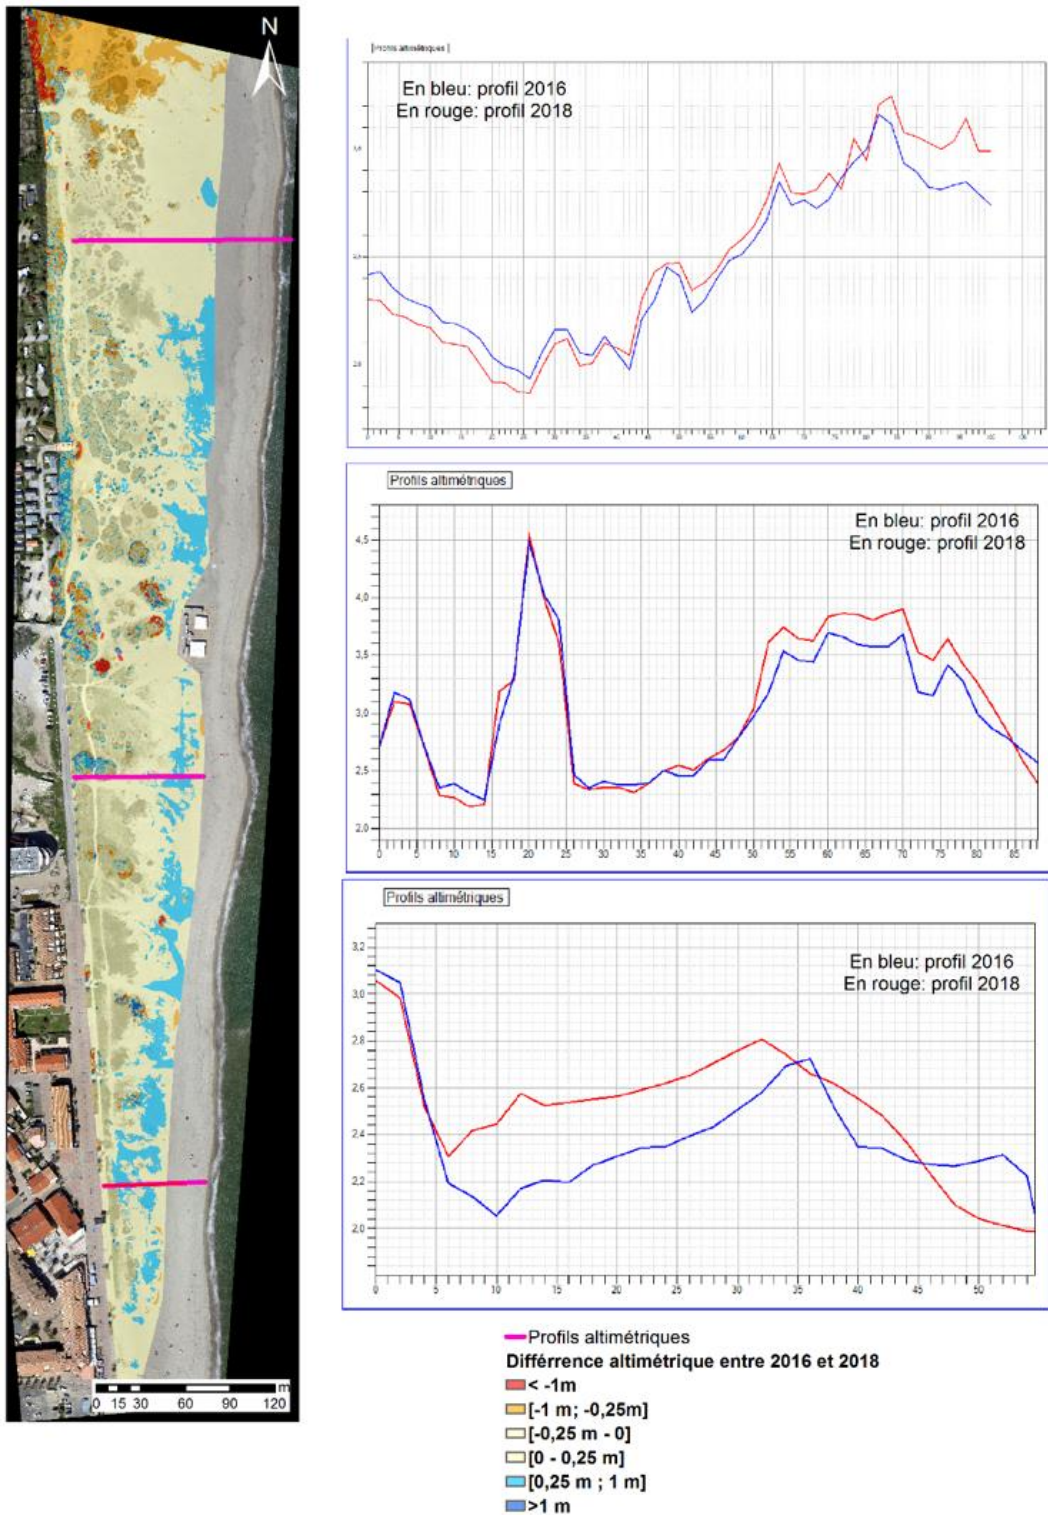 N
m
0 15 30 60 90 120
Profils altimétriques
En bleu: profil 2016
En rouge: profil 2018
Profils altimétriques
En bleu: profil 2016
En rouge: profil 2018
4,5
4,0
3,5
3,0
2,5
2,0
0 5 10 15 20 25 30 35 40 45 50 55 60 65 70 75 80 85
Profils altimétriques
En bleu: profil 2016
En rouge: profil 2018
3,2
3,0
2,8
2,6
2,4
2,2
2,0
0 5 10 15 20 25 30 35 40 45 50
Profils altimétriques
Différrence altimétrique entre 2016 et 2018
< -1m
[-1 m; -0,25m]
[-0,25 m - 0]
[0 - 0,25 m]
[0,25 m ; 1 m]
>1 m